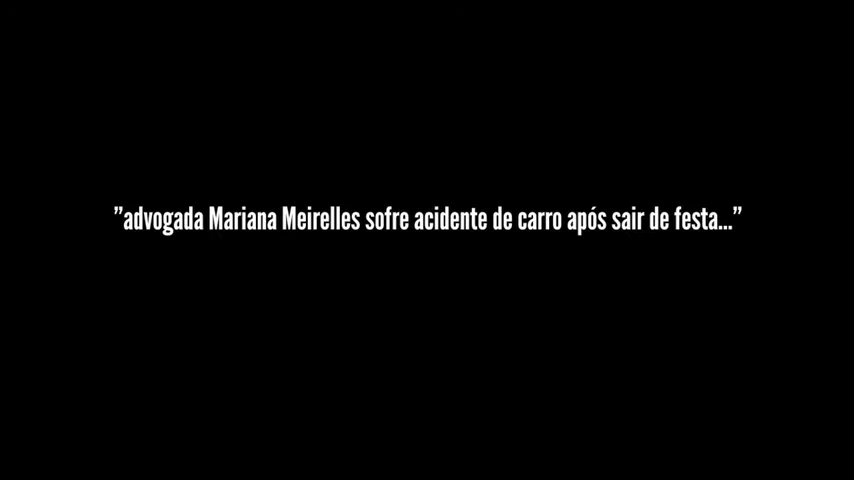 ”advogada Mariana Meirelles sofre acidente de carro após sair de festa...”